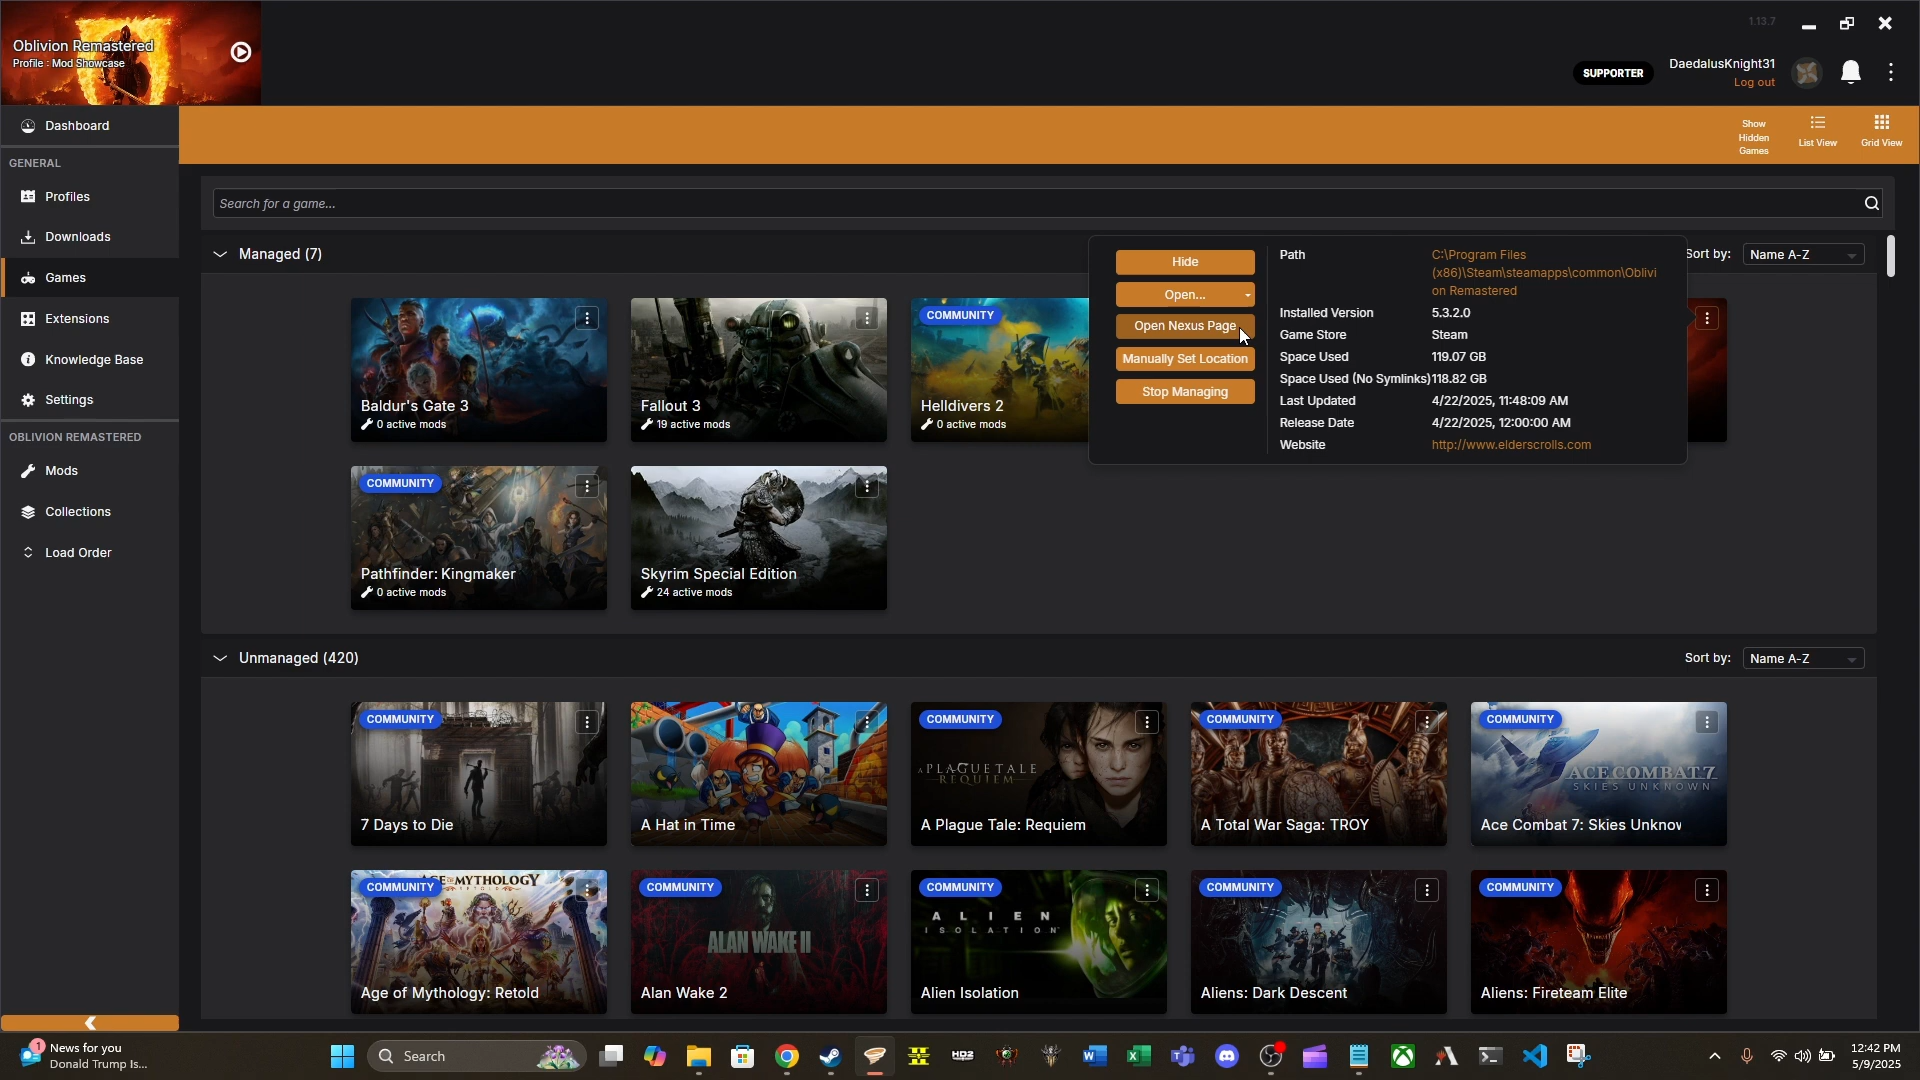 Oblivion Remastered
Profile : Mod Showcase
1.13.7
SUPPORTER
DaedalusKnight31
Log out
Dashboard
Show
Hidden
Games
List View
Grid View
GENERAL
Profiles
Downloads
Games
Extensions
Knowledge Base
Settings
OBLIVION REMASTERED
Mods
Collections
Load Order
Search for a game...
Managed (7)
Sort by:
Name A-Z
Hide
Open...
Open Nexus Page
Manually Set Location
Stop Managing
Path
C:\Program Files
(x86)\Steam\steamapps\common\Oblivi
on Remastered
Installed Version
5.3.2.0
Game Store
Steam
Space Used
119.07 GB
Space Used (No Symlinks)
118.82 GB
Last Updated
4/22/2025, 11:48:09 AM
Release Date
4/22/2025, 12:00:00 AM
Website
http://www.elderscrolls.com
Baldur's Gate 3
0 active mods
Fallout 3
19 active mods
COMMUNITY
Helldivers 2
0 active mods
COMMUNITY
Pathfinder: Kingmaker
0 active mods
Skyrim Special Edition
24 active mods
Unmanaged (420)
Sort by:
Name A-Z
COMMUNITY
7 Days to Die
COMMUNITY
A Hat in Time
COMMUNITY
A PLAGUE TALE
REQUIEM
A Plague Tale: Requiem
COMMUNITY
A Total War Saga: TROY
COMMUNITY
ACE COMBAT 7
SKIES UNKNOWN
Ace Combat 7: Skies Unknov
COMMUNITY
AGE OF MYTHOLOGY
RETOLD
Age of Mythology: Retold
COMMUNITY
ALAN WAKE II
Alan Wake 2
COMMUNITY
ALIEN
ISOLATION
Alien Isolation
COMMUNITY
Aliens: Dark Descent
COMMUNITY
Aliens: Fireteam Elite
1
News for you
Donald Trump Is...
Search
HD2
12:42 PM
5/9/2025